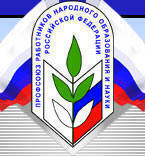 ПРОФСОЮЗ РАБОТНИКОВ НАРОДНОГО ОБРАЗОВАНИЯ И НАУКИ
РОССИЙСКОЙ ФЕДЕРАЦИИ